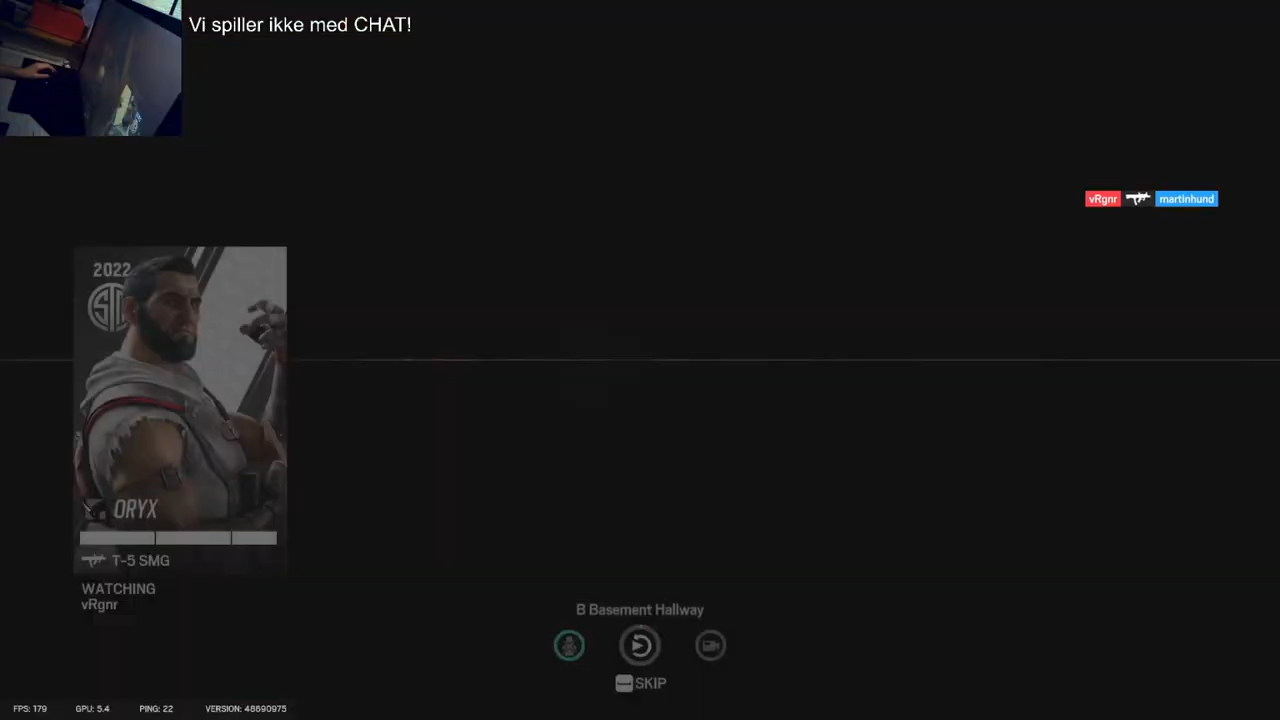 Vi spiller ikke med CHAT!
vRgnr martinhund
2022
ORYX
T-5 SMG
WATCHING
vRgnr
B Basement Hallway
SKIP
FPS: 179 GPU: 5.4 PING: 22 VERSION: 48690975